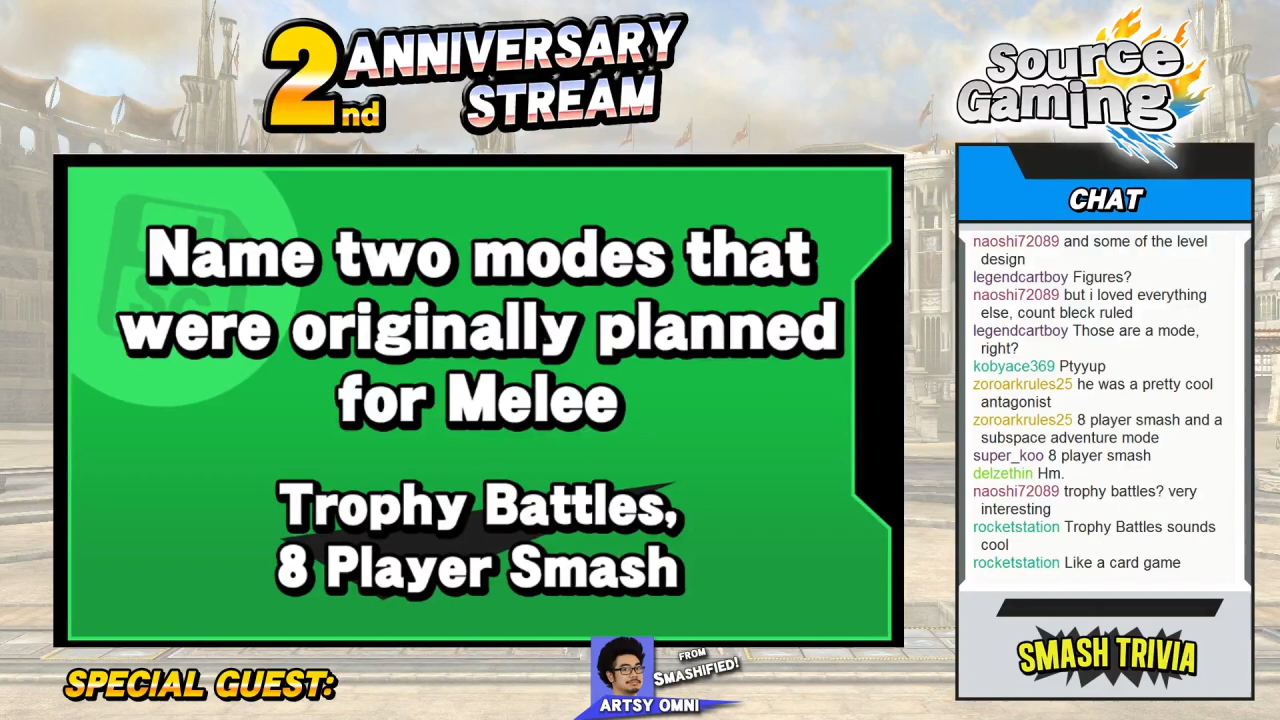 2nd ANNIVERSARY
STREAM
Source
Gaming
Name two modes that
were originally planned
for Melee
Trophy Battles,
8 Player Smash
CHAT
naoshi72089 and some of the level
design
legendcartboy Figures?
naoshi72089 but i loved everything
else, count bleck ruled
legendcartboy Those are a mode,
right?
kobyace369 Ptyyup
zoroarkrules25 he was a pretty cool
antagonist
zoroarkrules25 8 player smash and a
subspace adventure mode
super_koo 8 player smash
delzethin Hm.
naoshi72089 trophy battles? very
interesting
rocketstation Trophy Battles sounds
cool
rocketstation Like a card game
SMASH TRIVIA
SPECIAL GUEST:
FROM
SMASHIFIED!
ARTSY OMNI